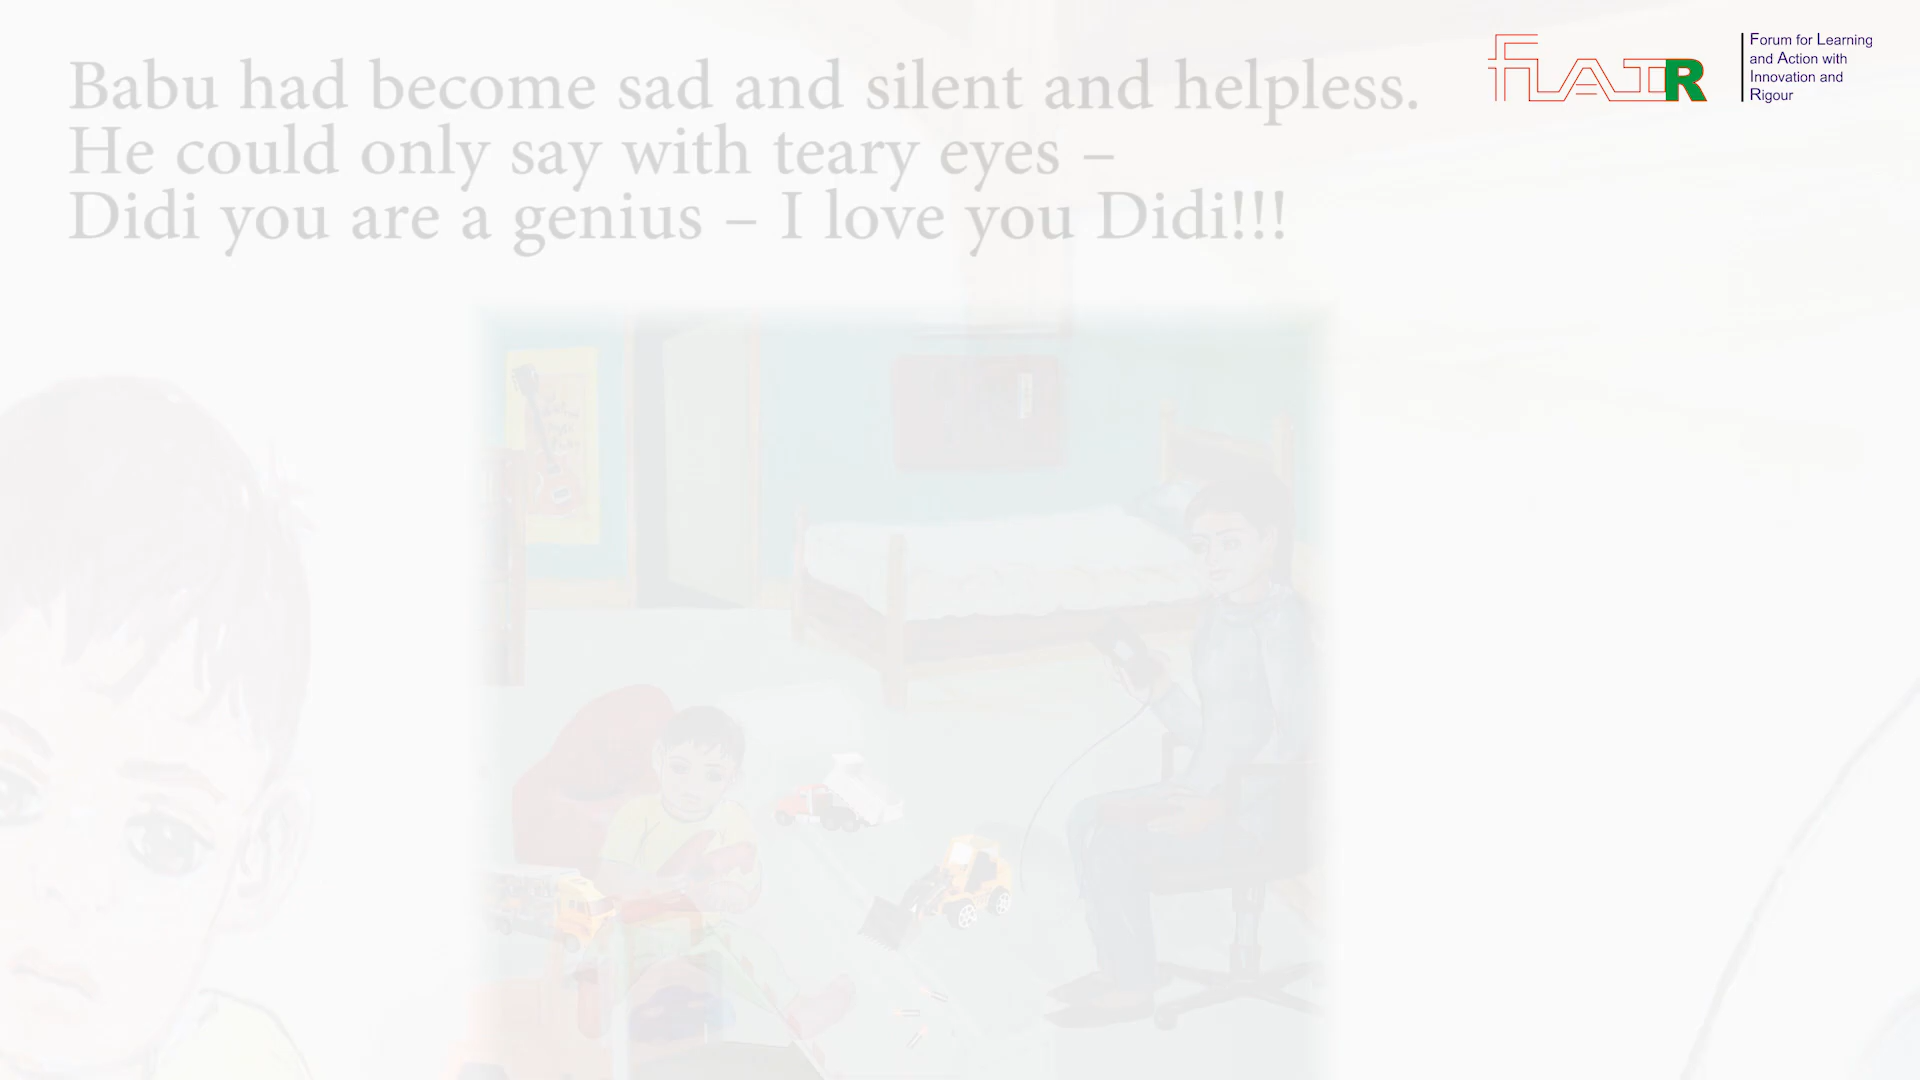 Babu had become sad and silent and helpless.
He could only say with teary eyes –
Didi you are a genius – I love you Didi!!!
FLAIR
Forum for Learning
and Action with
Innovation and
Rigour